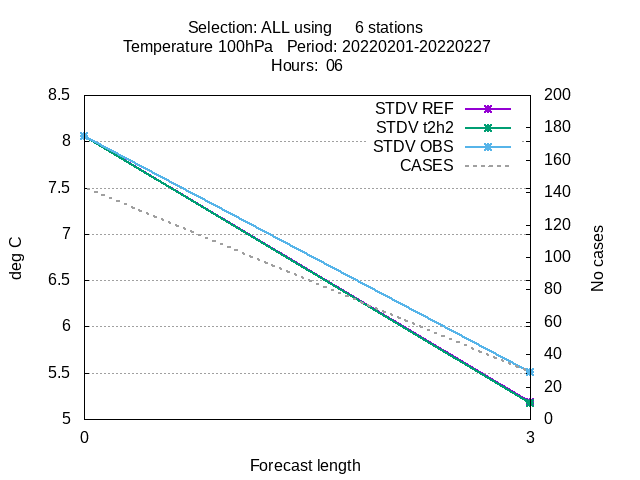 Selection: ALL using 6 stations
Temperature 100hPa Period: 20220201-20220227
Hours: 06
8.5
8
7.5
7
6.5
6
5.5
5
deg C
STDV REF
STDV t2h2
STDV OBS
CASES
200
180
160
140
120
100
80
60
40
20
0
No cases
0
3
Forecast length